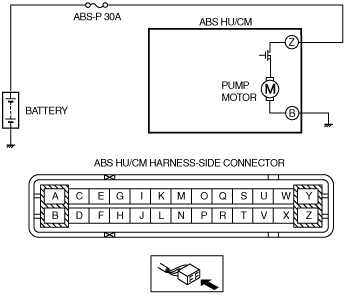 ABS-P 30A
ABS HU/CM
Z
PUMP
MOTOR
M
B
BATTERY
ABS HU/CM HARNESS-SIDE CONNECTOR
A C E G I K M O Q S U W Y
B D F H J L N P R T V X Z